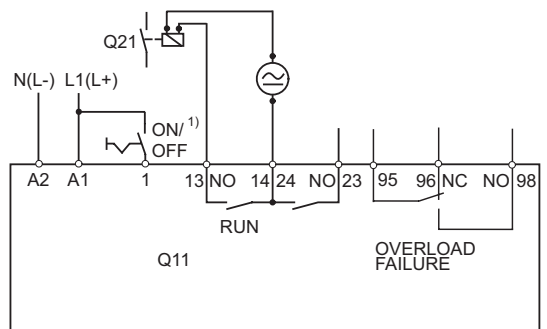 Q21
N(L-) L1(L+)
ON/ 1)
OFF
A2 A1 1 13 NO 14 24 NO 23 95 96 NC NO 98
RUN
OVERLOAD
FAILURE
Q11